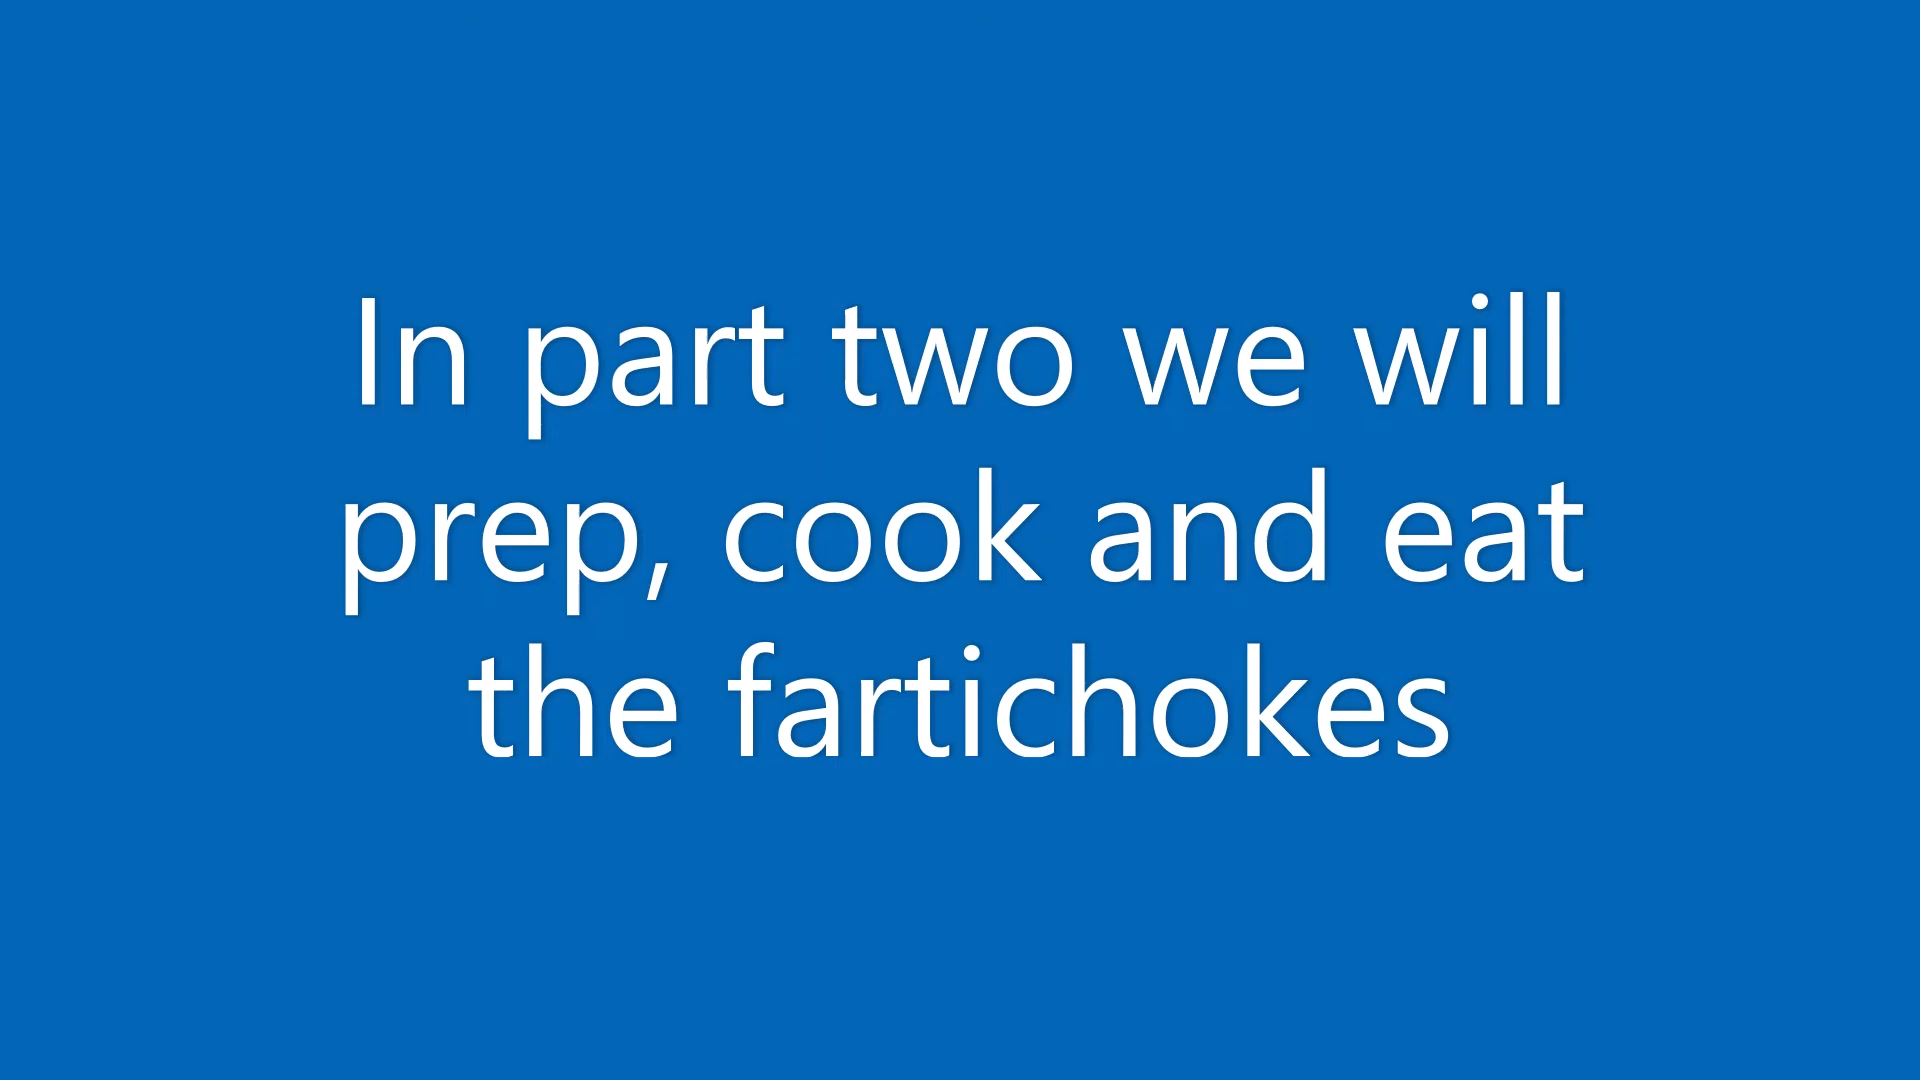 In part two we will
prep, cook and eat
the fartichokes